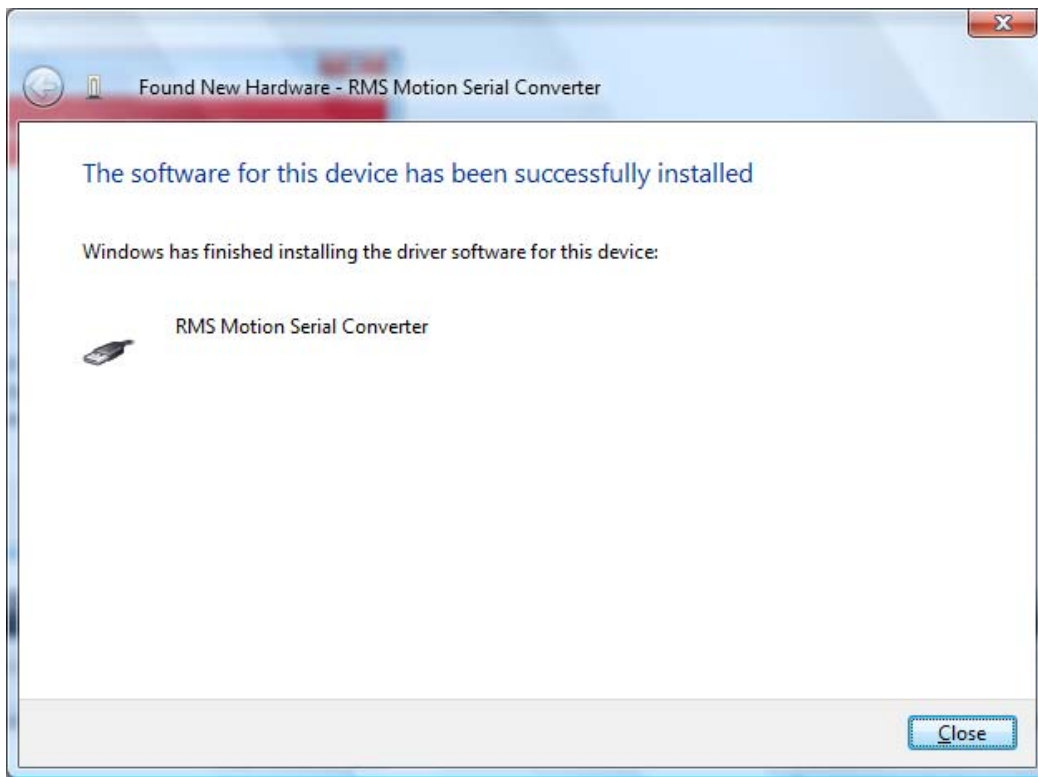 Found New Hardware - RMS Motion Serial Converter
The software for this device has been successfully installed
Windows has finished installing the driver software for this device:
RMS Motion Serial Converter
Close